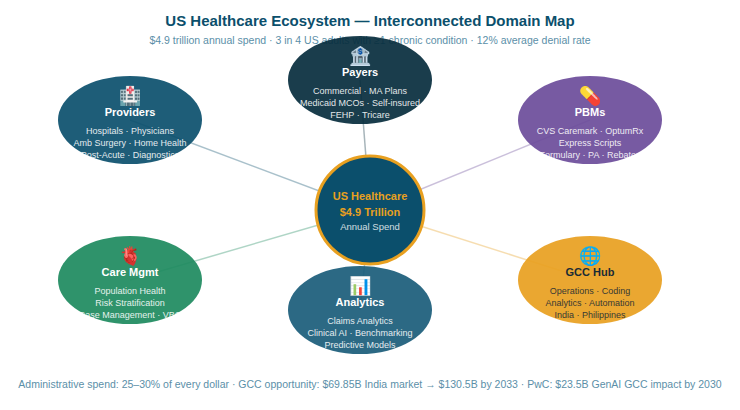 US Healthcare Ecosystem — Interconnected Domain Map
$4.9 trillion annual spend · 3 in 4 US chronic condition · 12% average denial rate
Payers
Commercial · MA Plans
Medicaid MCOs · Self-insured
FEHP · Tricare
Providers
Hospitals · Physicians
Amb Surgery · Home Health
Post-Acute · Diagnostic
PBMs
CVS Caremark · OptumRx
Express Scripts
Formulary · PA · Rebate
US Healthcare
$4.9 Trillion
Annual Spend
Care Mgmt
Population Health
Risk Stratification
Case Management · VBC
GCC Hub
Operations · Coding
Analytics · Automation
India · Philippines
Analytics
Claims Analytics
Clinical AI · Benchmarking
Predictive Models
Administrative spend: 25–30% of every dollar · GCC opportunity: $69.85B India market → $130.5B by 2033 · PwC: $23.5B GenAI GCC impact by 2030